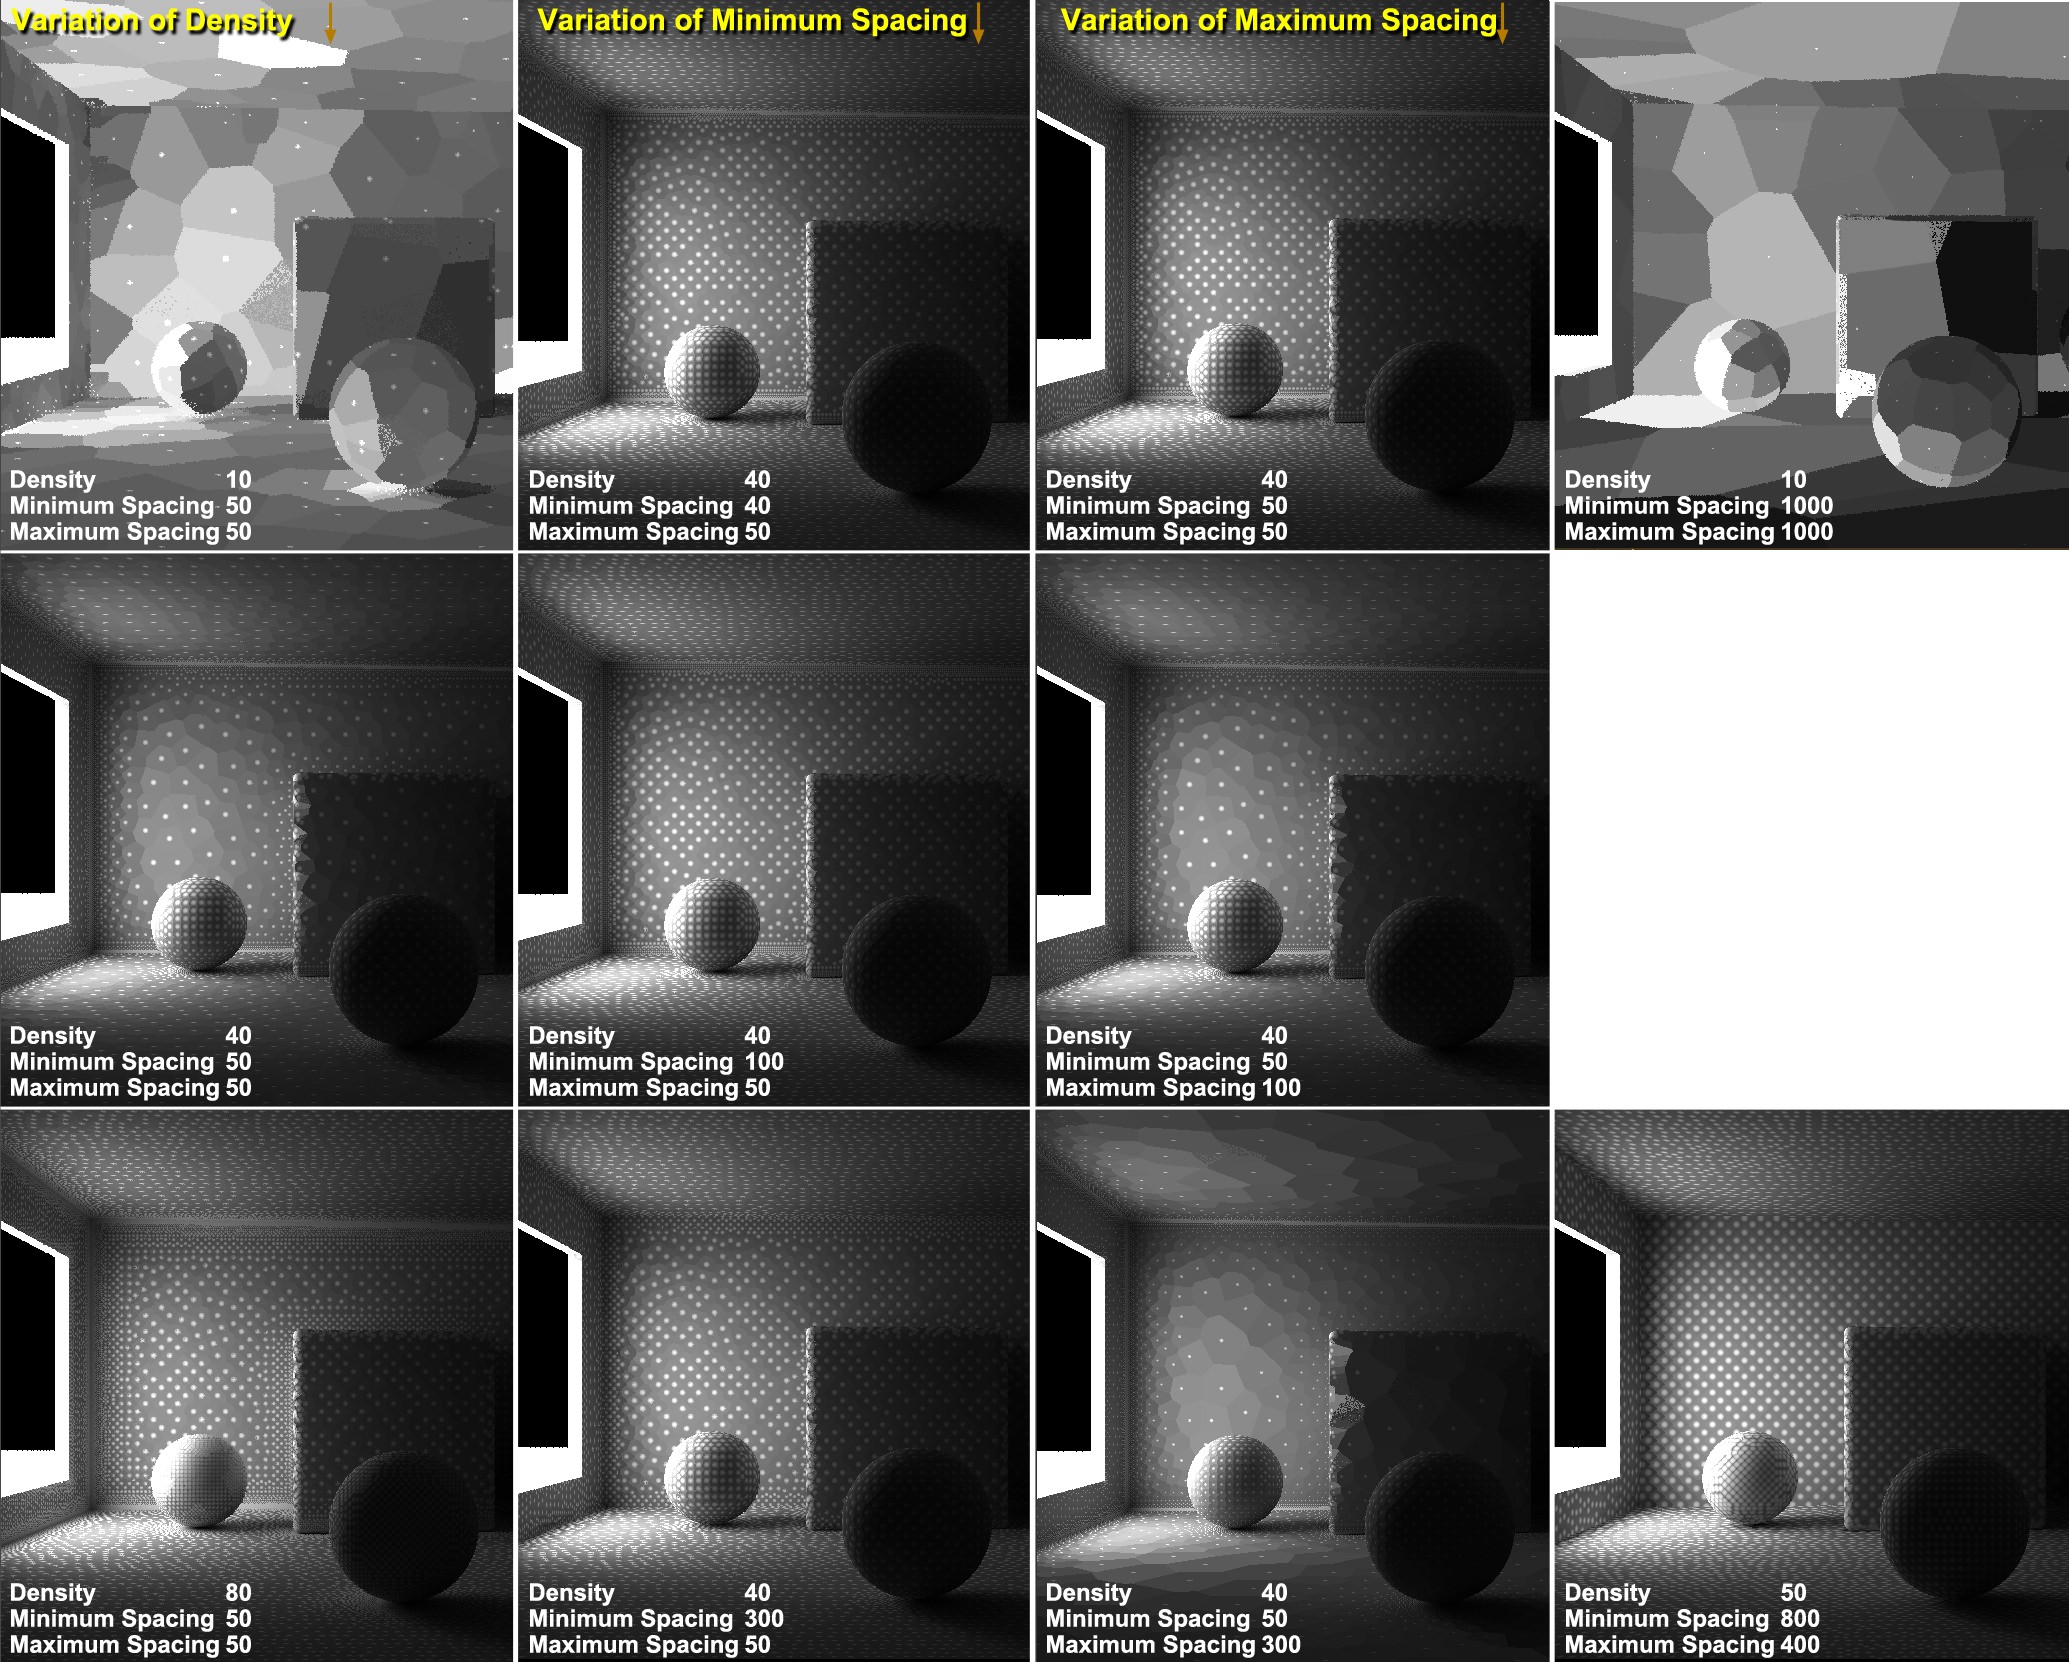 Variation of Density
Variation of Minimum Spacing
Variation of Maximum Spacing
Density 10
Minimum Spacing 50
Maximum Spacing 50
Density 40
Minimum Spacing 40
Maximum Spacing 50
Density 40
Minimum Spacing 50
Maximum Spacing 50
Density 10
Minimum Spacing 1000
Maximum Spacing 1000
Density 40
Minimum Spacing 50
Maximum Spacing 50
Density 40
Minimum Spacing 100
Maximum Spacing 50
Density 40
Minimum Spacing 50
Maximum Spacing 100
Density 80
Minimum Spacing 50
Maximum Spacing 50
Density 40
Minimum Spacing 300
Maximum Spacing 50
Density 40
Minimum Spacing 50
Maximum Spacing 300
Density 50
Minimum Spacing 800
Maximum Spacing 400